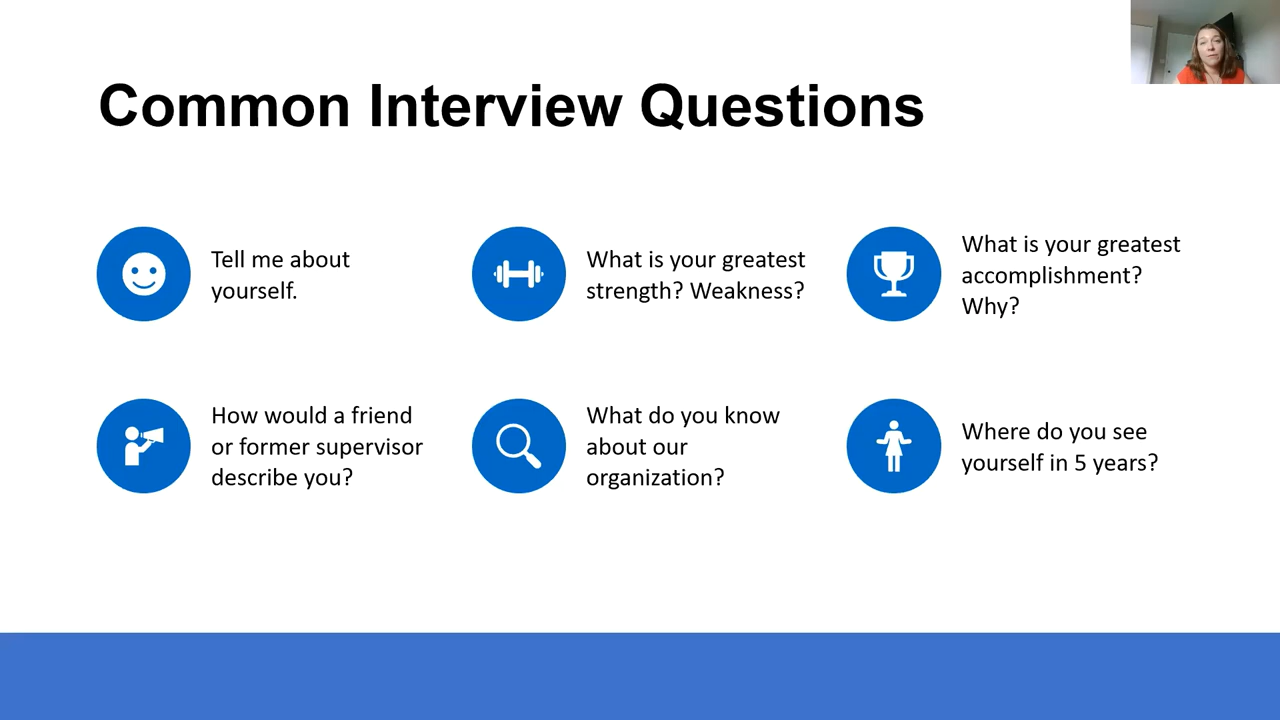 Common Interview Questions
Tell me about
yourself.
What is your greatest
strength? Weakness?
What is your greatest
accomplishment?
Why?
How would a friend
or former supervisor
describe you?
What do you know
about our
organization?
Where do you see
yourself in 5 years?